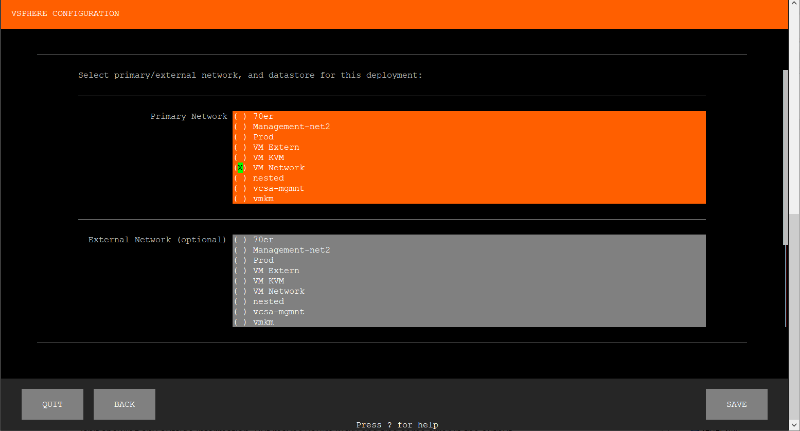 VSPHERE CONFIGURATION
Select primary/external network, and datastore for this deployment:
Primary Network ( ) 70er
( ) Management-net2
( ) Prod
( ) VM Extern
( ) VM KVM
(X) VM Network
( ) nested
( ) vcsa-mgmnt
( ) vmkm
External Network (optional) ( ) 70er
( ) Management-net2
( ) Prod
( ) VM Extern
( ) VM KVM
( ) VM Network
( ) nested
( ) vcsa-mgmnt
( ) vmkm
QUIT BACK SAVE
Press ? for help